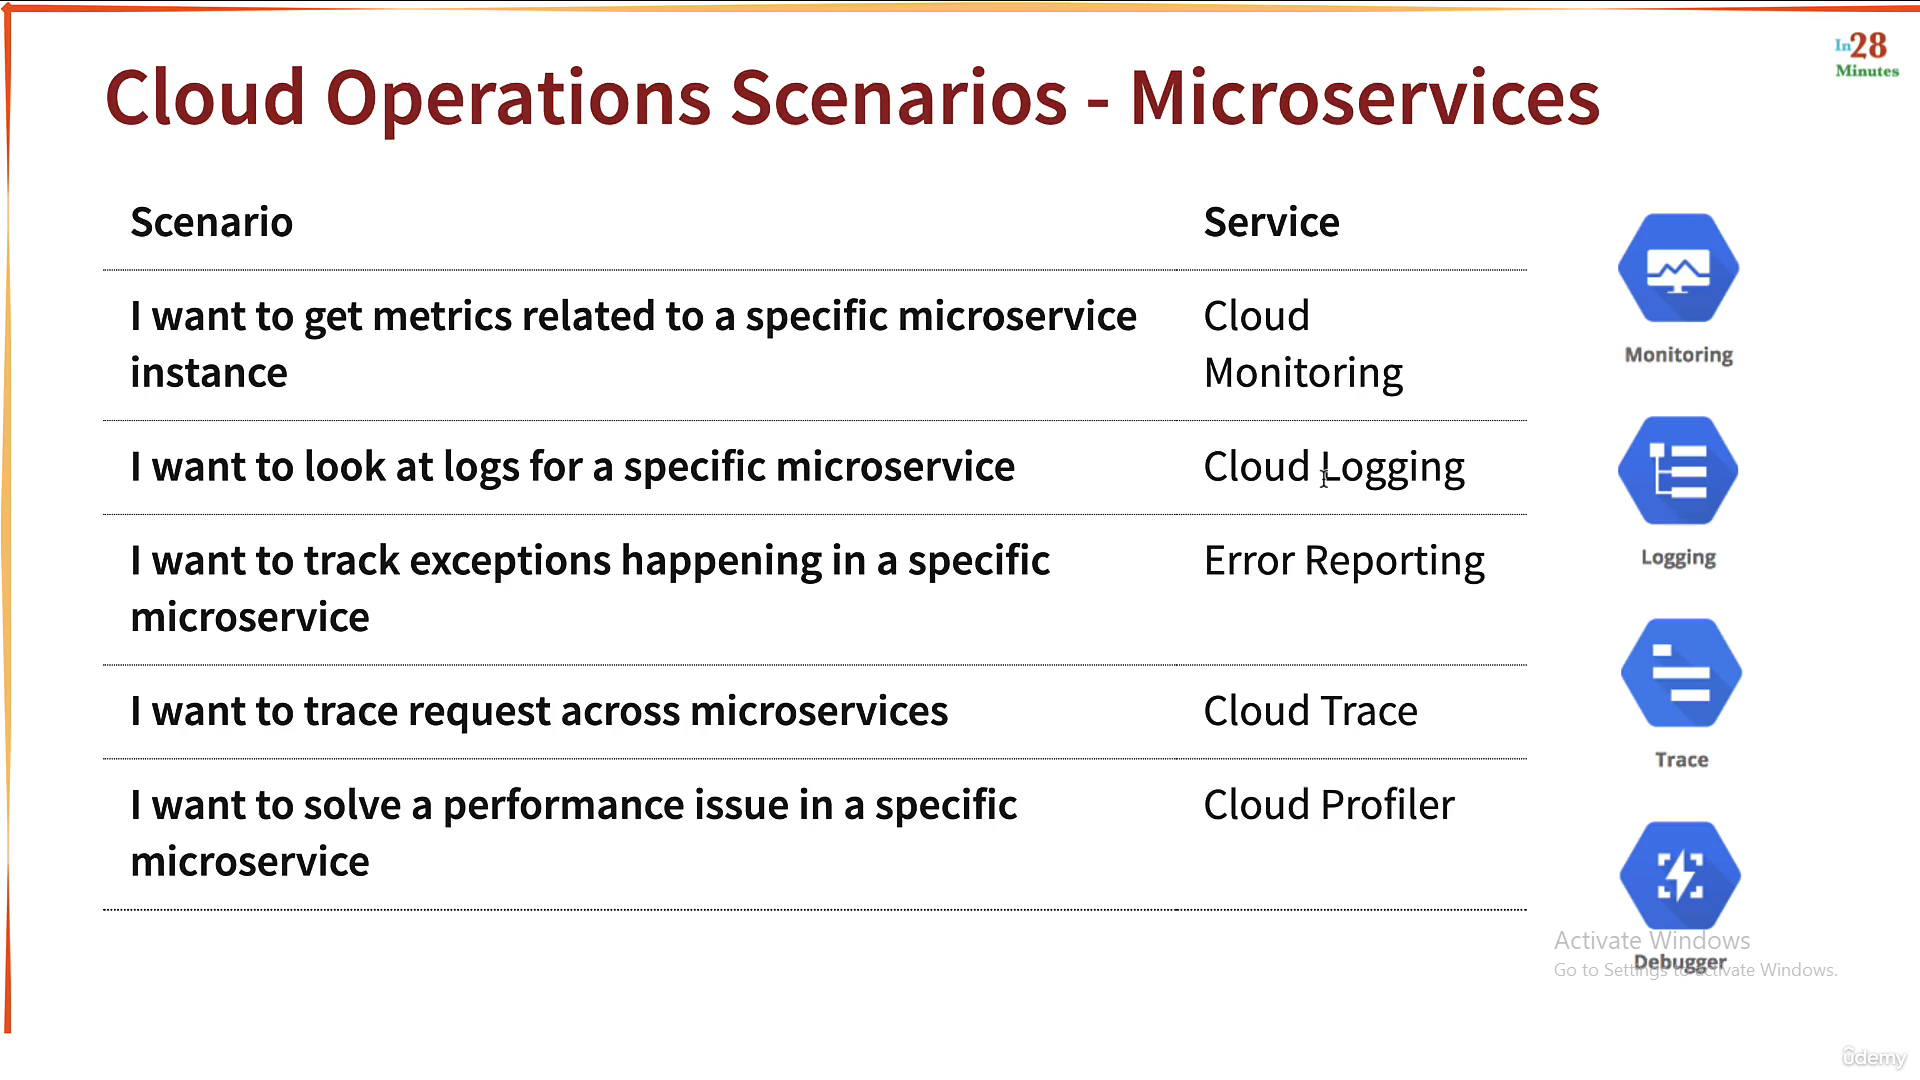 In28
Minutes
Cloud Operations Scenarios - Microservices
Scenario
Service
I want to get metrics related to a specific microservice
instance
Cloud
Monitoring
I want to look at logs for a specific microservice
Cloud Logging
I want to track exceptions happening in a specific
microservice
Error Reporting
I want to trace request across microservices
Cloud Trace
I want to solve a performance issue in a specific
microservice
Cloud Profiler
Monitoring
Logging
Trace
Debugger
Activate Windows
Go to Settings to activate Windows.
ûdemy